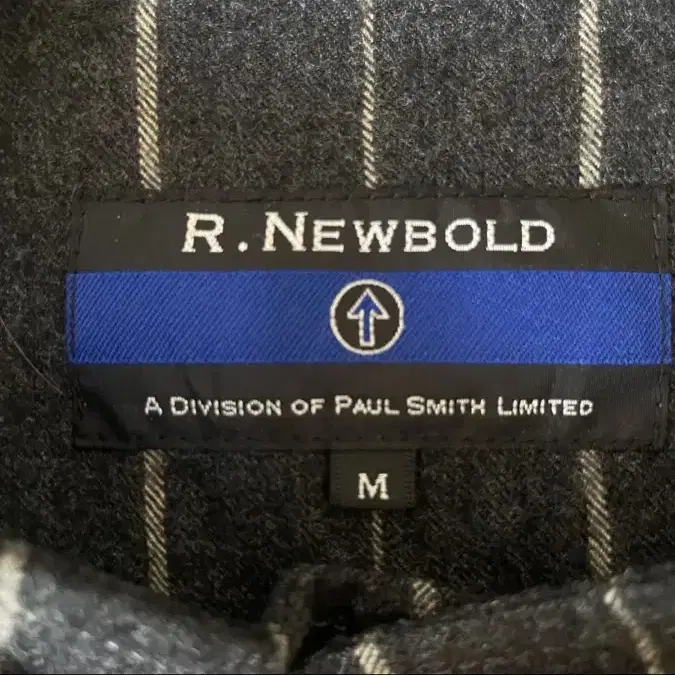 R. NEWBOLD
A DIVISION OF PAUL SMITH LIMITED
M